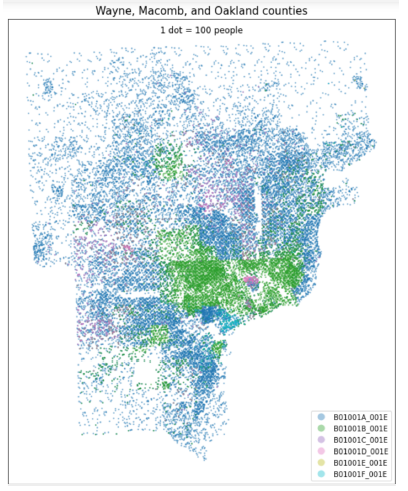 Wayne, Macomb, and Oakland counties
1 dot = 100 people
B01001A_001E
B01001B_001E
B01001C_001E
B01001D_001E
B01001E_001E
B01001F_001E